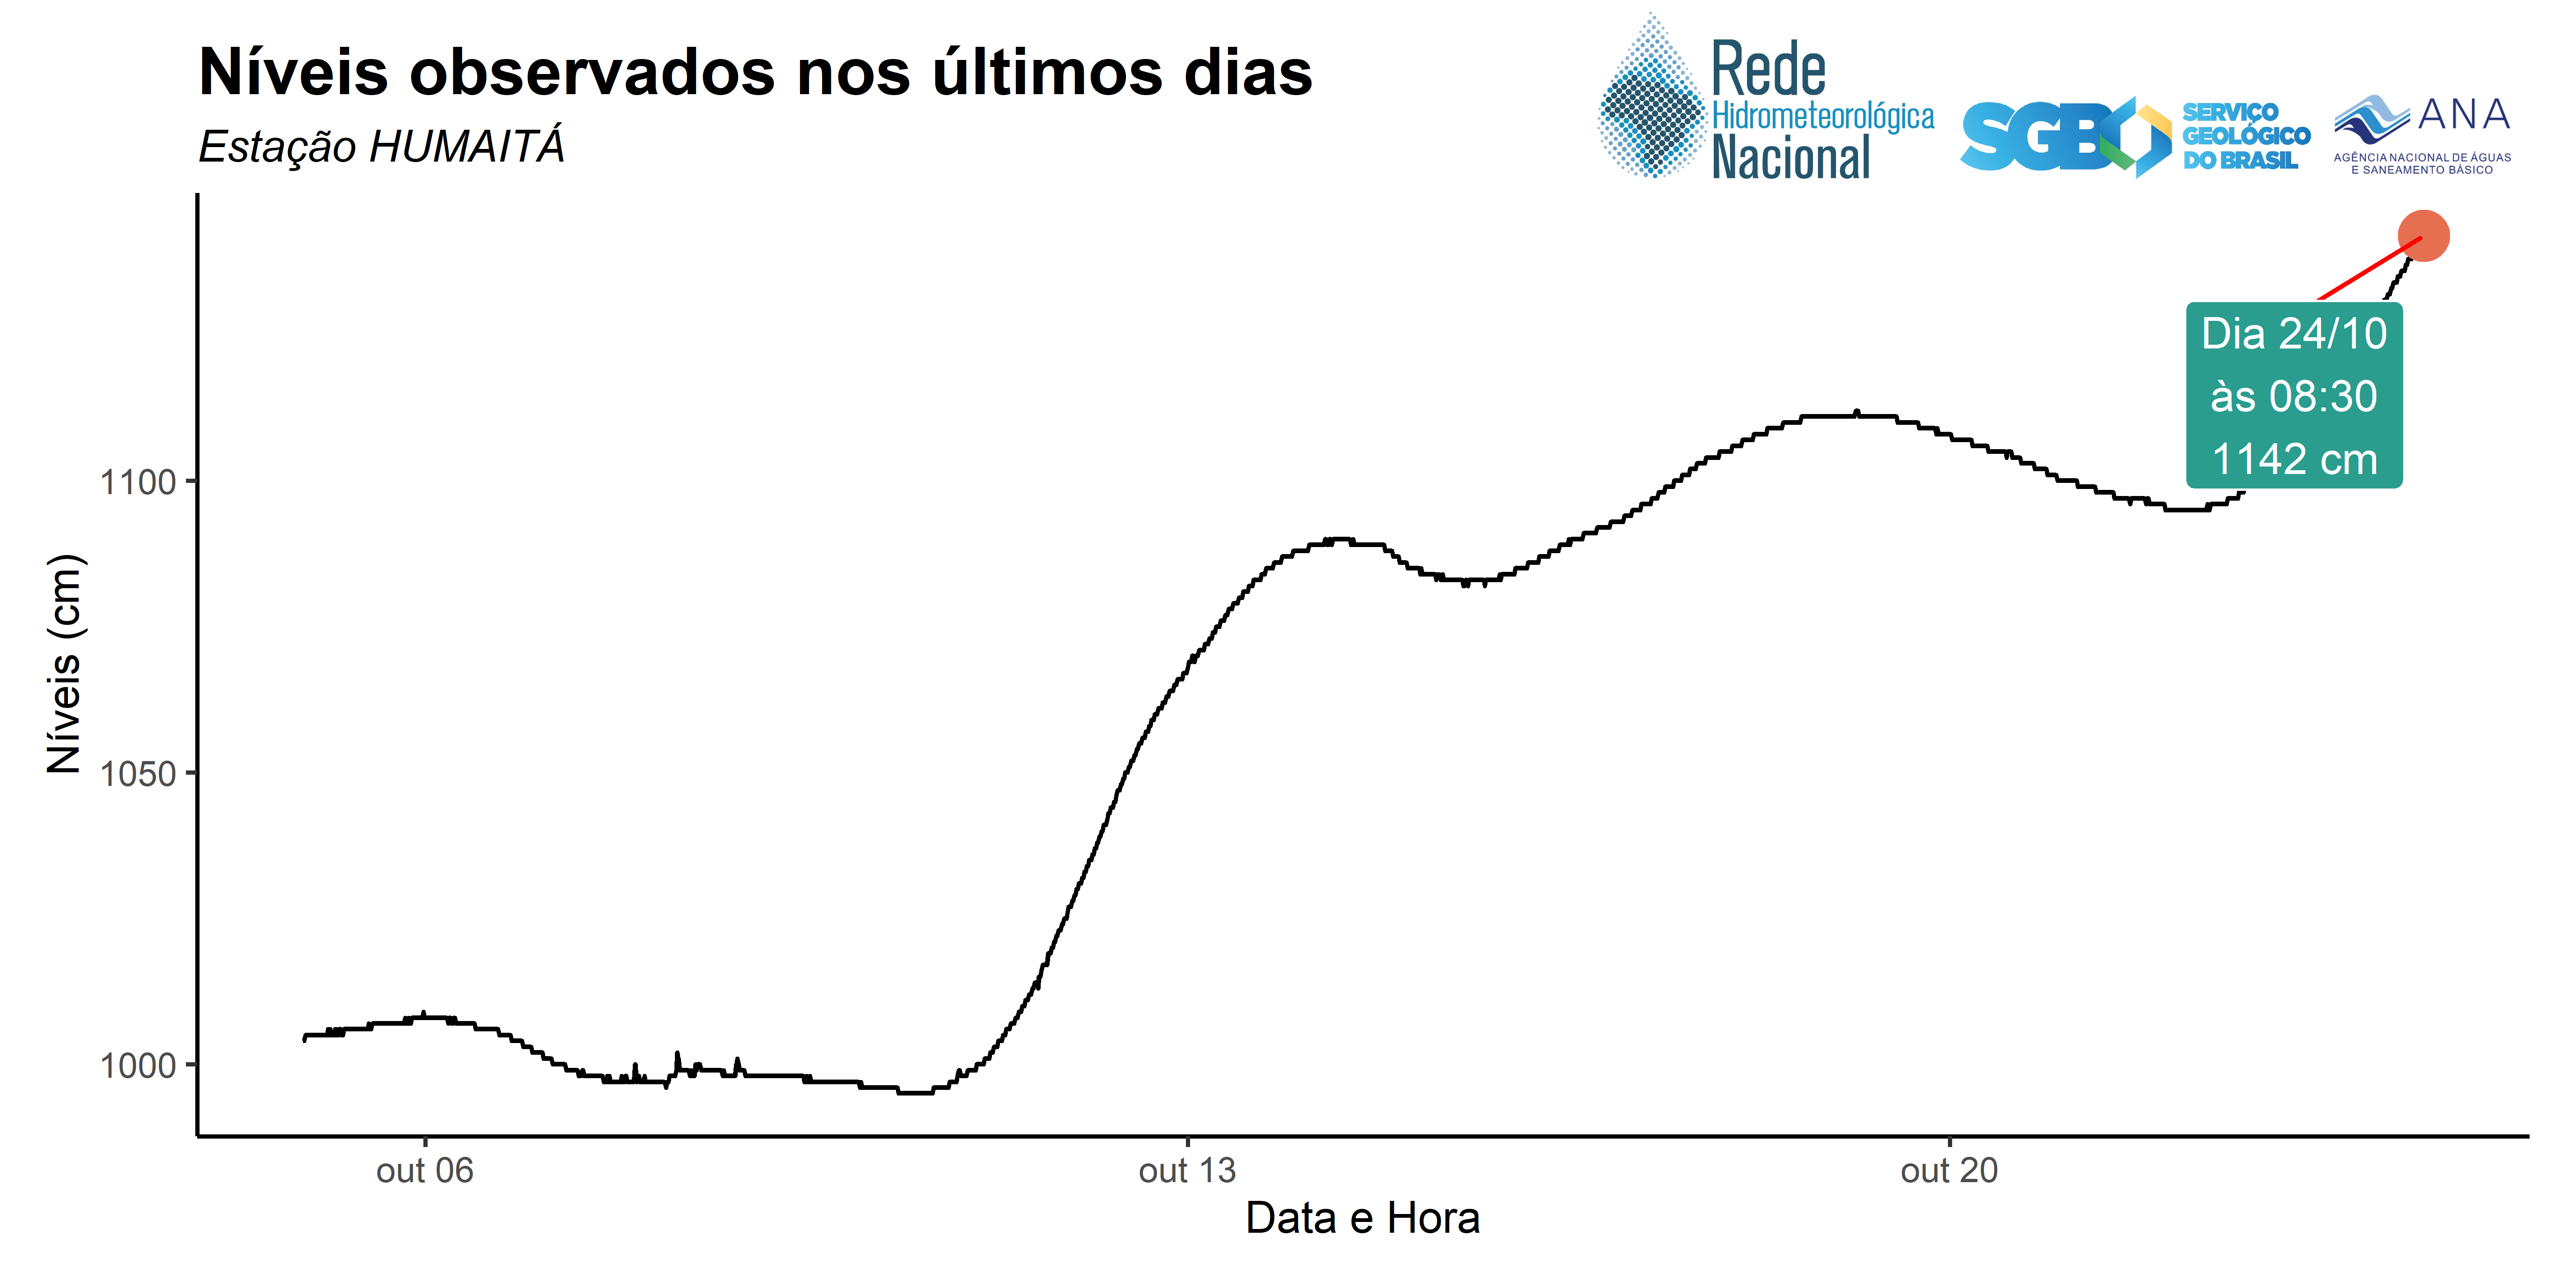 Níveis observados nos últimos dias
Estação HUMAITÁ
Rede
Hidrometeorológica
Nacional
SGB
SERVIÇO
GEOLÓGICO
DO BRASIL
ANA
AGÊNCIA NACIONAL DE ÁGUAS
E SANEAMENTO BÁSICO
Dia 24/10
às 08:30
1142 cm
Níveis (cm)
1100
1050
1000
out 06
out 13
out 20
Data e Hora